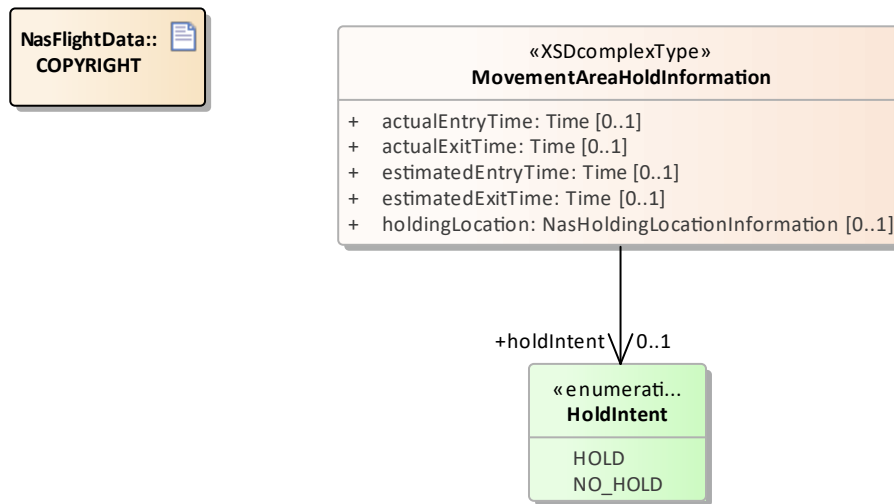 NasFlightData::
COPYRIGHT
«XSDcomplexType»
MovementAreaHoldInformation
+ actualEntryTime: Time [0..1]
+ actualExitTime: Time [0..1]
+ estimatedEntryTime: Time [0..1]
+ estimatedExitTime: Time [0..1]
+ holdingLocation: NasHoldingLocationInformation [0..1]
+holdIntent 0..1
«enumerati...
HoldIntent
HOLD
NO_HOLD